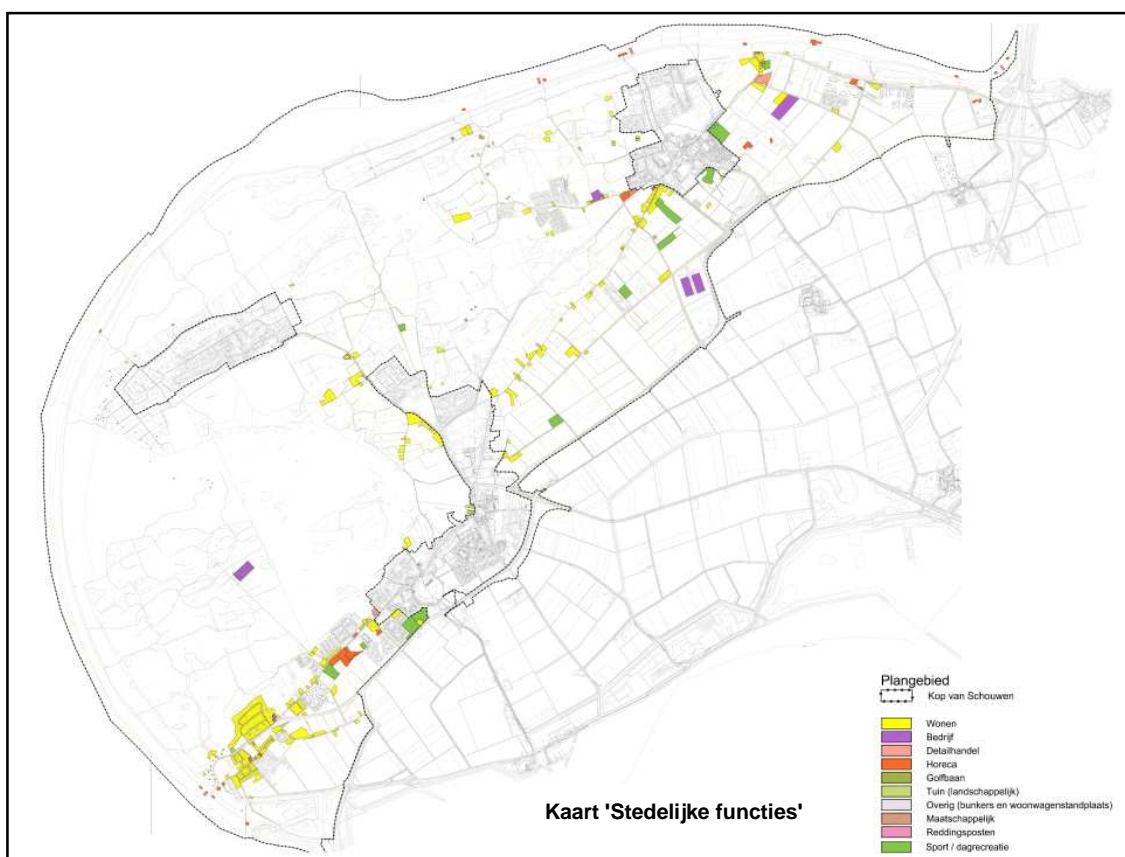 Plangebied
Kop van Schouwen
Wonen
Bedrijf
Detailhandel
Horeca
Golfbaan
Tuin (landschappelijk)
Overig (bunkers en woonwagenstandplaats)
Maatschappelijk
Reddingsposten
Sport / dagrecreatie
Kaart 'Stedelijke functies'